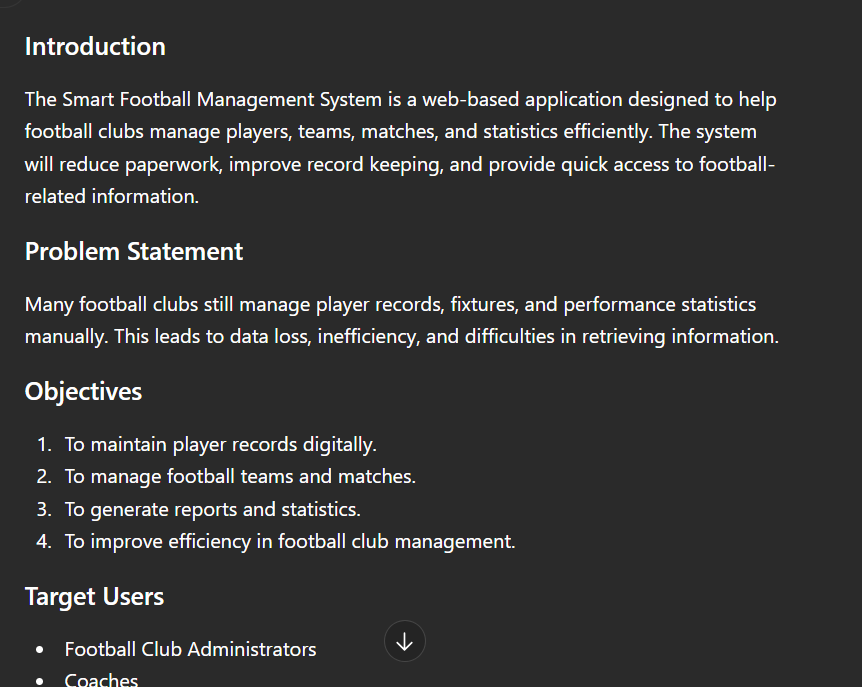 Introduction
The Smart Football Management System is a web-based application designed to help
football clubs manage players, teams, matches, and statistics efficiently. The system
will reduce paperwork, improve record keeping, and provide quick access to football-
related information.
Problem Statement
Many football clubs still manage player records, fixtures, and performance statistics
manually. This leads to data loss, inefficiency, and difficulties in retrieving information.
Objectives
1. To maintain player records digitally.
2. To manage football teams and matches.
3. To generate reports and statistics.
4. To improve efficiency in football club management.
Target Users
• Football Club Administrators
• Coaches